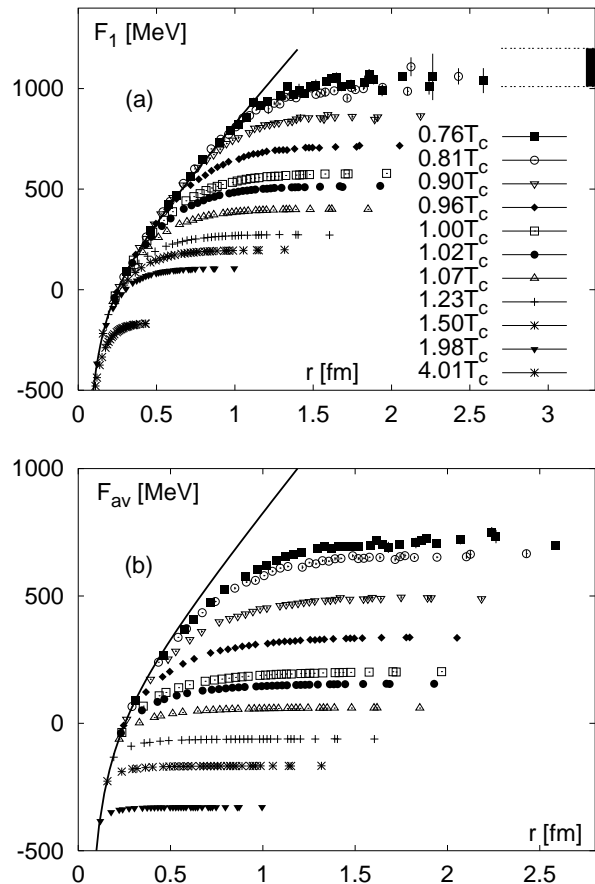 F1 [MeV]
(a)
1000
500
0
-500
0.76Tc
0.81Tc
0.90Tc
0.96Tc
1.00Tc
1.02Tc
1.07Tc
1.23Tc
1.50Tc
1.98Tc
4.01Tc
r [fm]
0 0.5 1 1.5 2 2.5 3
1000
Fav [MeV]
(b)
500
0
-500
r [fm]
0 0.5 1 1.5 2 2.5